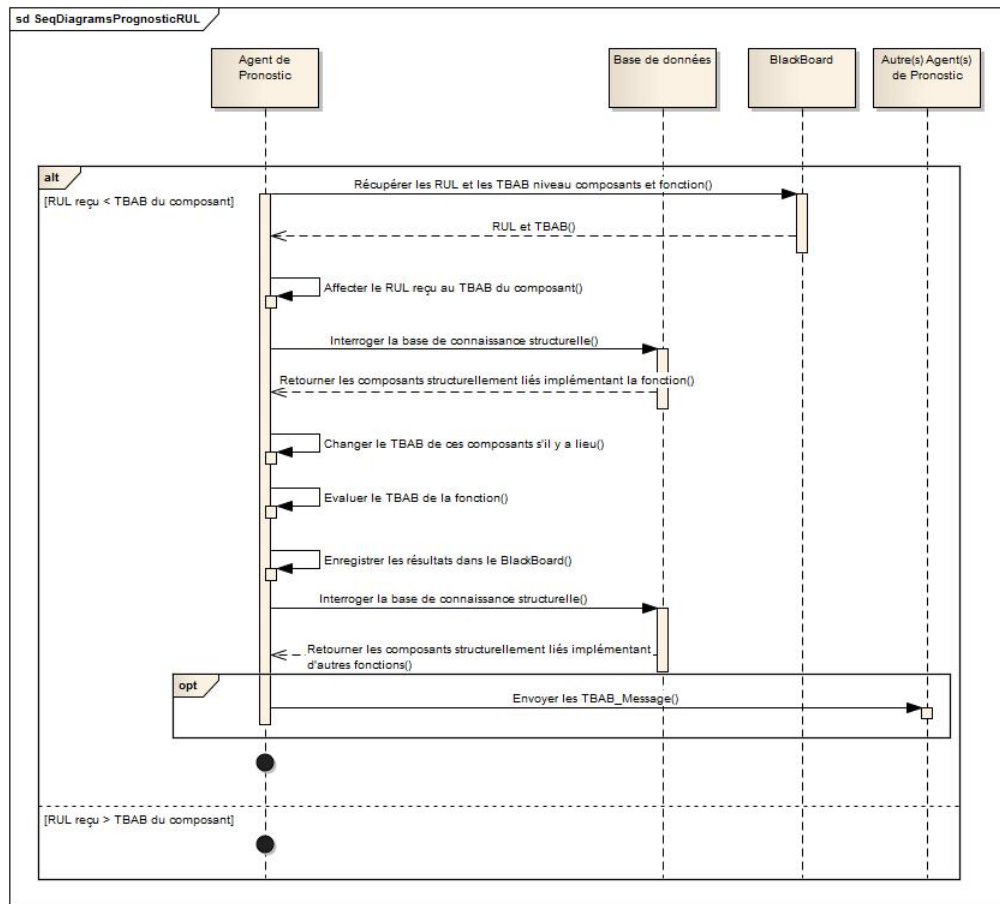 sd SeqDiagramsPrognosticRUL
Agent de
Pronostic
Base de données
BlackBoard
Autre(s) Agent(s)
de Pronostic
alt
[RUL reçu < TBAB du composant]
Récupérer les RUL et les TBAB niveau composants et fonction()
RUL et TBAB()
Affecter le RUL reçu au TBAB du composant()
Interroger la base de connaissance structurelle()
Retourner les composants structurellement liés implémentant la fonction()
Changer le TBAB de ces composants s'il y a lieu()
Evaluer le TBAB de la fonction()
Enregistrer les résultats dans le BlackBoard()
Interroger la base de connaissance structurelle()
Retourner les composants structurellement liés implémentant
d'autres fonctions()
opt
Envoyer les TBAB_Message()
[RUL reçu > TBAB du composant]